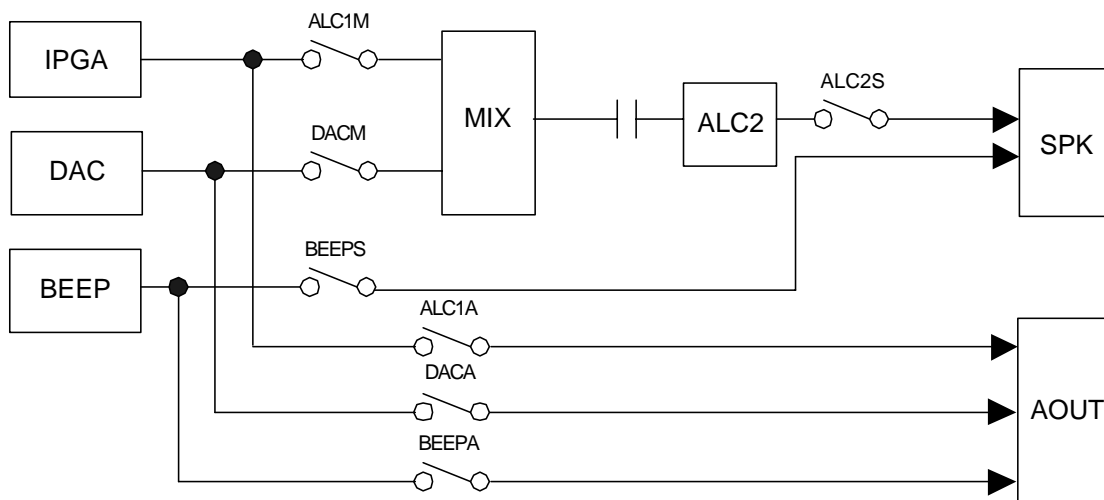 ALC1M
IPGA
MIX
ALC2S
ALC2
SPK
DACM
DAC
BEEPS
BEEP
ALC1A
DACA
AOUT
BEEPA